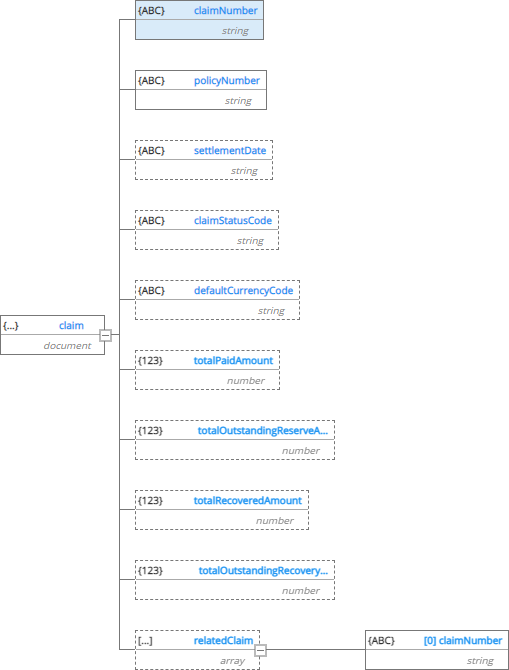 {ABC} claimNumber
string
{ABC} policyNumber
string
{ABC} settlementDate
string
{ABC} claimStatusCode
string
{ABC} defaultCurrencyCode
string
{...} claim
document
{123} totalPaidAmount
number
{123} totalOutstandingReserveA...
number
{123} totalRecoveredAmount
number
{123} totalOutstandingRecovery...
number
[...] relatedClaim
array
{ABC} [0] claimNumber
string